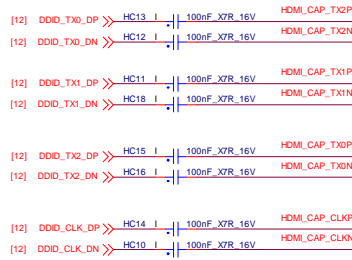 HDMI_CAP_TX2P
[12] DDID_TX0_DP HC13 I 100nF_X7R_16V
HDMI_CAP_TX2N
[12] DDID_TX0_DN HC12 I 100nF_X7R_16V
HDMI_CAP_TX1P
[12] DDID_TX1_DP HC11 I 100nF_X7R_16V
HDMI_CAP_TX1N
[12] DDID_TX1_DN HC18 I 100nF_X7R_16V
HDMI_CAP_TX0P
[12] DDID_TX2_DP HC15 I 100nF_X7R_16V
HDMI_CAP_TX0N
[12] DDID_TX2_DN HC16 I 100nF_X7R_16V
HDMI_CAP_CLKP
[12] DDID_CLK_DP HC14 I 100nF_X7R_16V
HDMI_CAP_CLKN
[12] DDID_CLK_DN HC10 I 100nF_X7R_16V